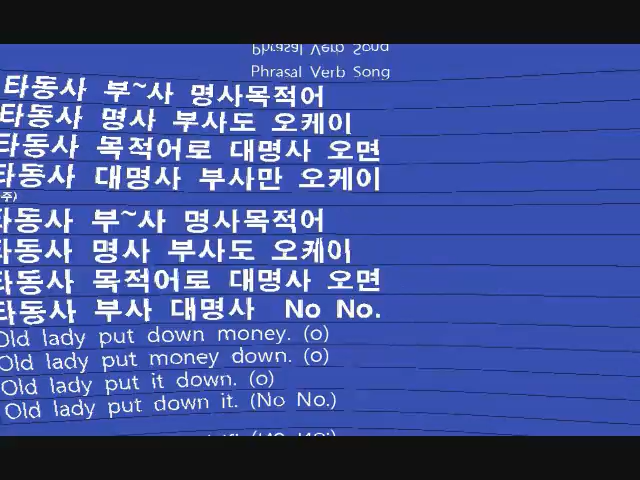 Phrasal Verb Song
Phrasal Verb Song
타동사 부~사 명사목적어
타동사 명사 부사도 오케이
타동사 목적어로 대명사 오면
타동사 대명사 부사만 오케이
주)
타동사 부~사 명사목적어
타동사 명사 부사도 오케이
타동사 목적어로 대명사 오면
타동사 부사 대명사 No No.
Old lady put down money. (o)
Old lady put money down. (o)
Old lady put it down. (o)
Old lady put down it. (No No.)